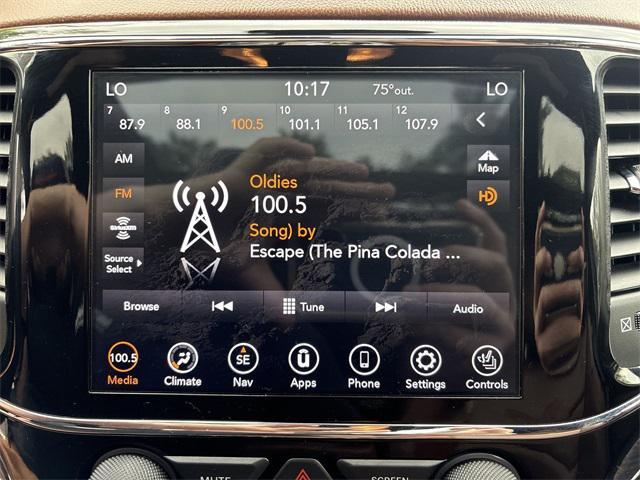 LO 10:17 75°out. LO
7 87.9 8 88.1 9 100.5 10 101.1 11 105.1 12 107.9
AM
Map
FM
HD
Oldies
100.5
SiriusXM
Song) by
Escape (The Pina Colada ...
Source
Select
Browse Tune Audio
100.5 SE
Media Climate Nav Apps Phone Settings Controls
MUTE SCREEN